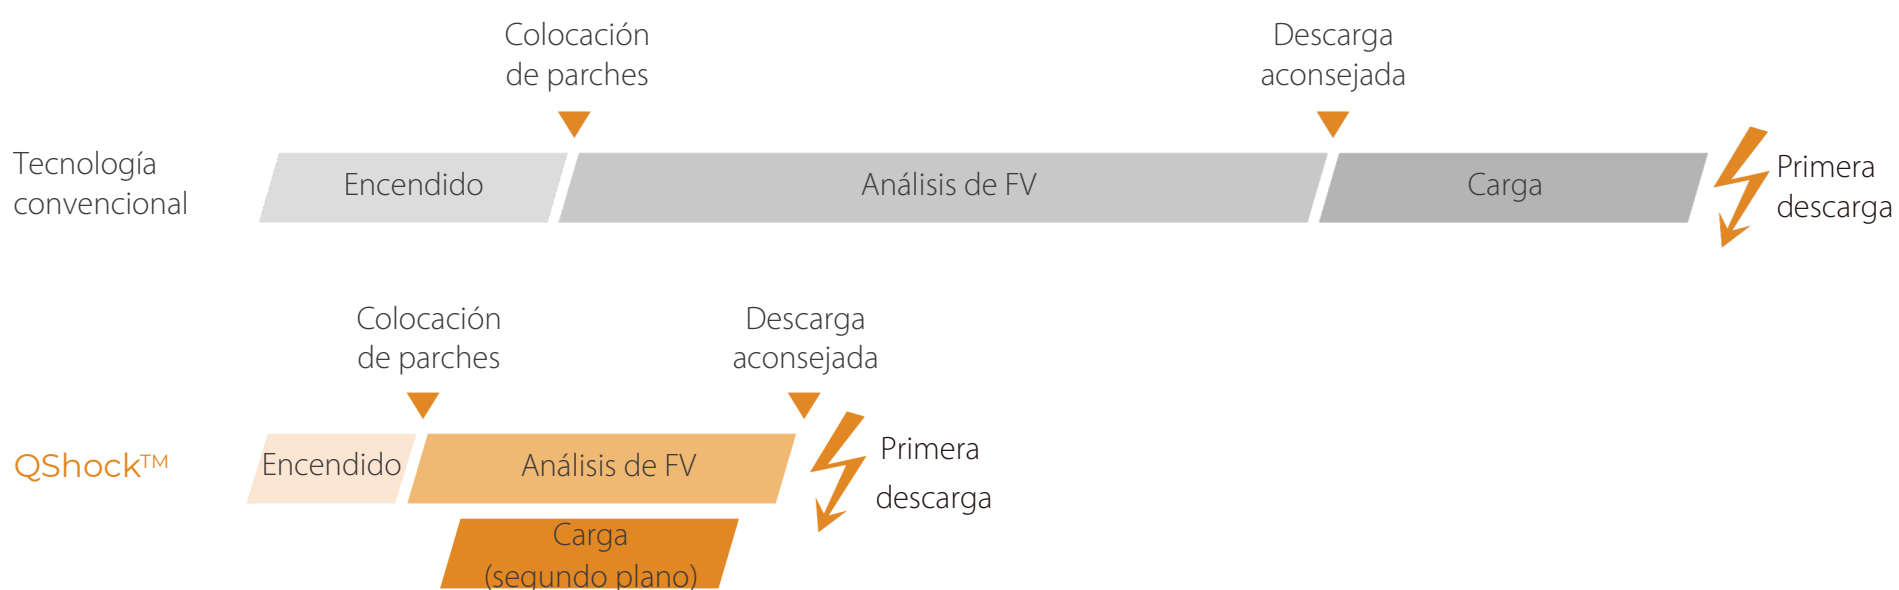 Colocación
de parches
Descarga
aconsejada
Tecnología
convencional
Encendido
Análisis de FV
Carga
Primera
descarga
Colocación
de parches
Descarga
aconsejada
QShock™
Encendido
Análisis de FV
Primera
descarga
Carga
(segundo plano)